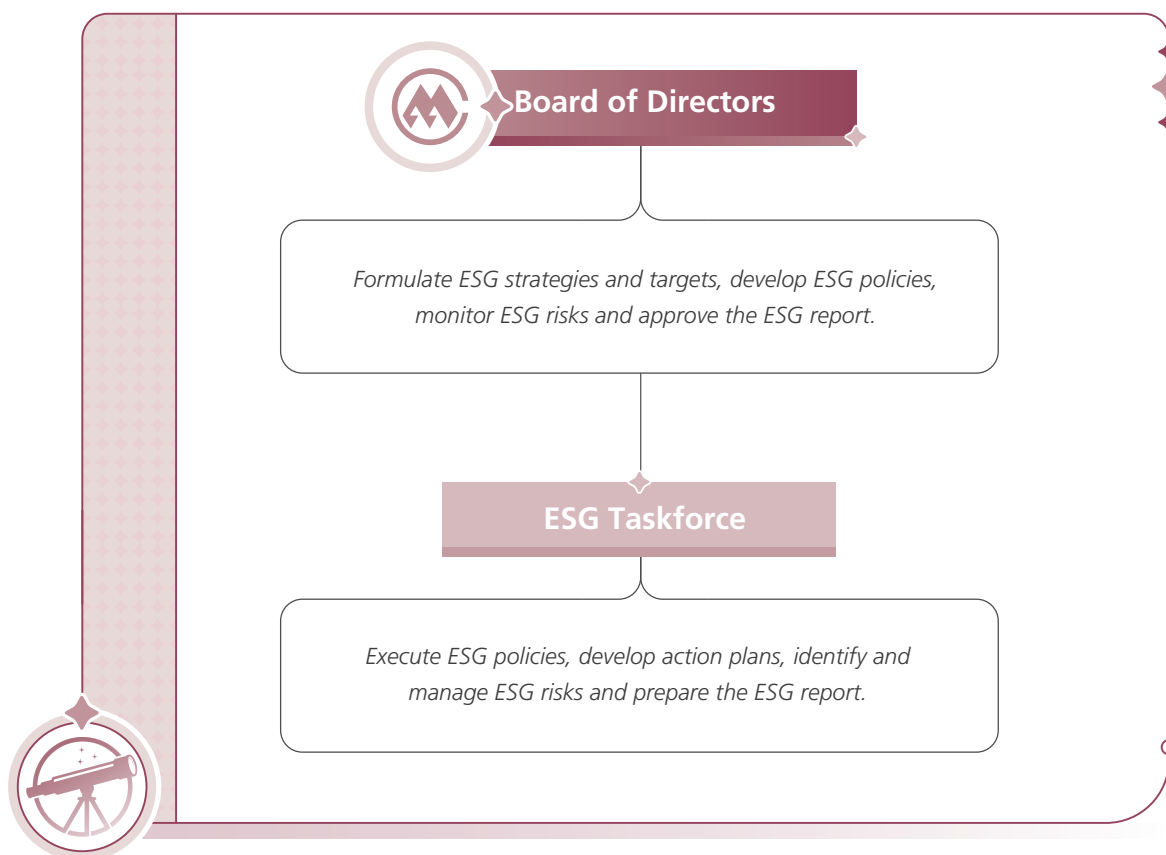 Board of Directors
Formulate ESG strategies and targets, develop ESG policies,
monitor ESG risks and approve the ESG report.
ESG Taskforce
Execute ESG policies, develop action plans, identify and
manage ESG risks and prepare the ESG report.